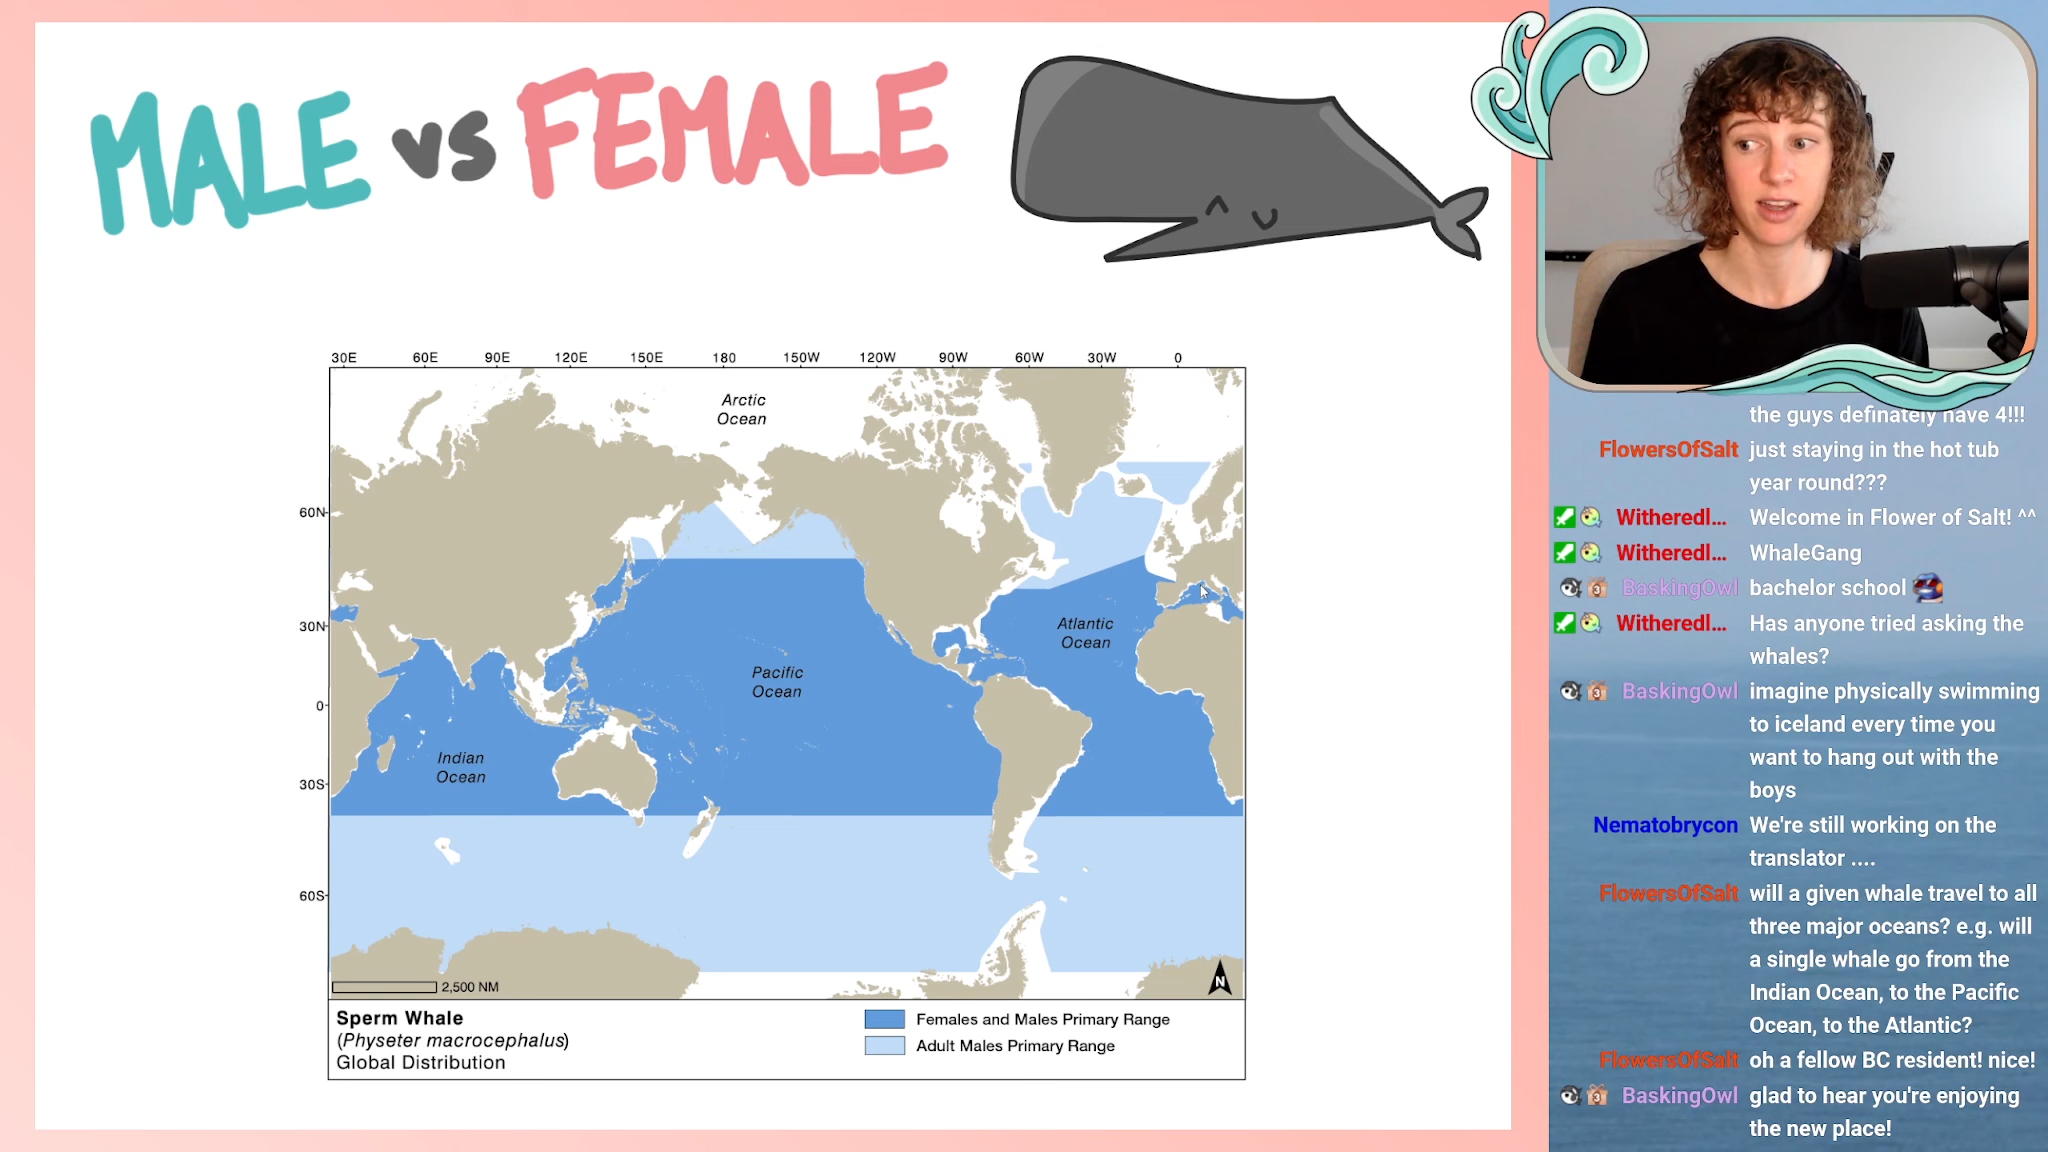 MALE vs FEMALE
30E 60E 90E 120E 150E 180 150W 120W 90W 60W 30W 0
Arctic
Ocean
60N
30N
Atlantic
Ocean
Pacific
Ocean
0
Indian
Ocean
30S
60S
2,500 NM
N
Sperm Whale
(Physeter macrocephalus)
Global Distribution
Females and Males Primary Range
Adult Males Primary Range
the guys definately have 4!!!
FlowersOfSalt just staying in the hot tub
year round???
Witheredl... Welcome in Flower of Salt! ^^
Witheredl... WhaleGang
BaskingOwl bachelor school
Witheredl... Has anyone tried asking the
whales?
3 BaskingOwl imagine physically swimming
to iceland every time you
want to hang out with the
boys
Nematobrycon We're still working on the
translator ....
FlowersOfSalt will a given whale travel to all
three major oceans? e.g. will
a single whale go from the
Indian Ocean, to the Pacific
Ocean, to the Atlantic?
FlowersOfSalt oh a fellow BC resident! nice!
3 BaskingOwl glad to hear you're enjoying
the new place!